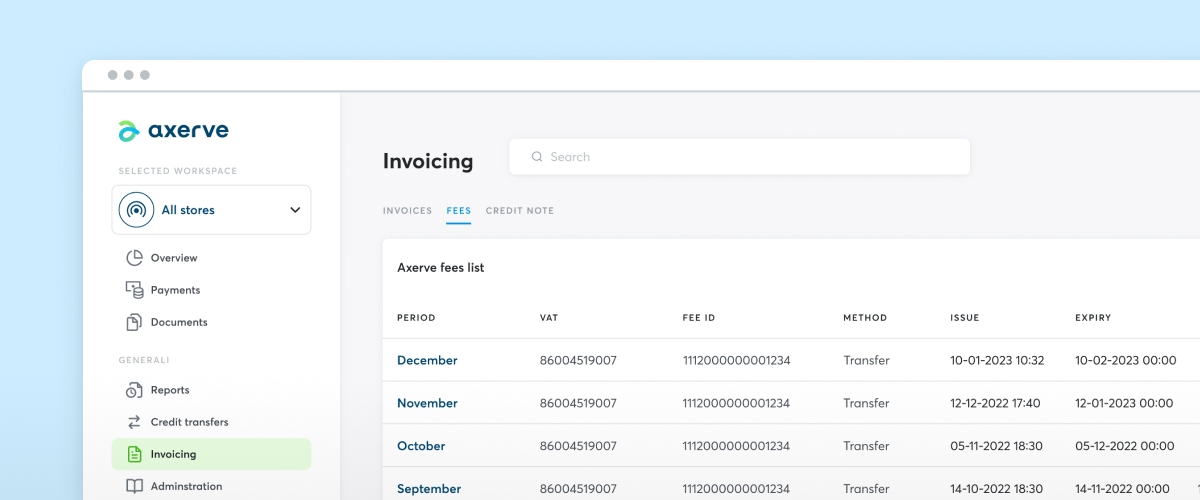 axerve
SELECTED WORKSPACE
All stores
Overview
Payments
Documents
GENERALI
Reports
Credit transfers
Invoicing
Adminstration
Invoicing
Search
INVOICES FEES CREDIT NOTE
Axerve fees list
PERIOD VAT FEE ID METHOD ISSUE EXPIRY
December 86004519007 1112000000001234 Transfer 10-01-2023 10:32 10-02-2023 00:00
November 86004519007 1112000000001234 Transfer 12-12-2022 17:40 12-01-2023 00:00
October 86004519007 1112000000001234 Transfer 05-11-2022 18:30 05-12-2022 00:00
September 86004519007 1112000000001234 Transfer 14-10-2022 18:30 14-11-2022 00:00